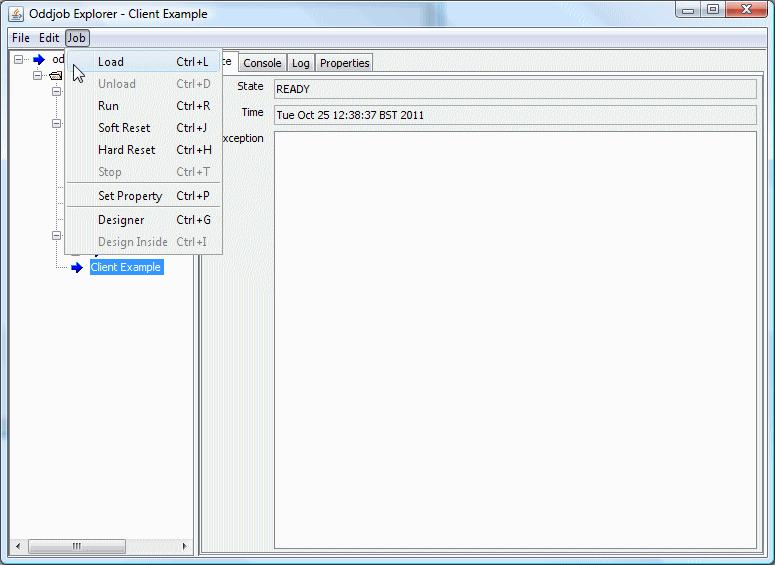 Oddjob Explorer - Client Example
File Edit Job
od
Load Ctrl+L
Unload Ctrl+D
Run Ctrl+R
Soft Reset Ctrl+J
Hard Reset Ctrl+H
Stop Ctrl+T
Set Property Ctrl+P
Designer Ctrl+G
Design Inside Ctrl+I
Client Example
ce Console Log Properties
State READY
Time Tue Oct 25 12:38:37 BST 2011
xception